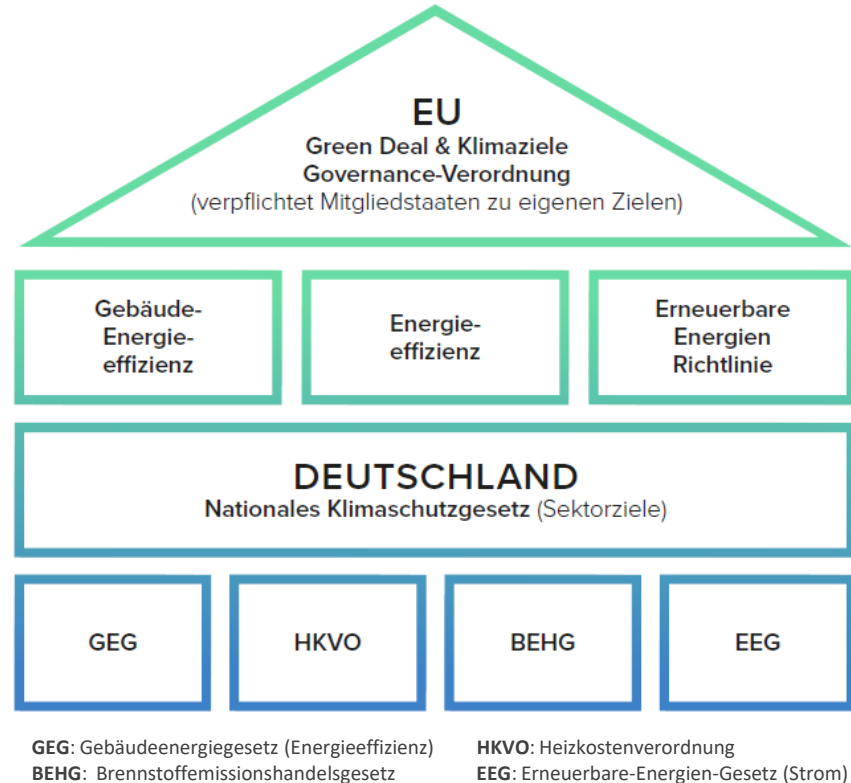 EU
Green Deal & Klimaziele
Governance-Verordnung
(verpflichtet Mitgliedstaaten zu eigenen Zielen)
Gebäude-
Energie-
effizienz
Energie-
effizienz
Erneuerbare
Energien
Richtlinie
DEUTSCHLAND
Nationales Klimaschutzgesetz (Sektorziele)
GEG
HKVO
BEHG
EEG
GEG: Gebäudeenergiegesetz (Energieeffizienz)
HKVO: Heizkostenverordnung
BEHG: Brennstoffemissionshandelsgesetz
EEG: Erneuerbare-Energien-Gesetz (Strom)